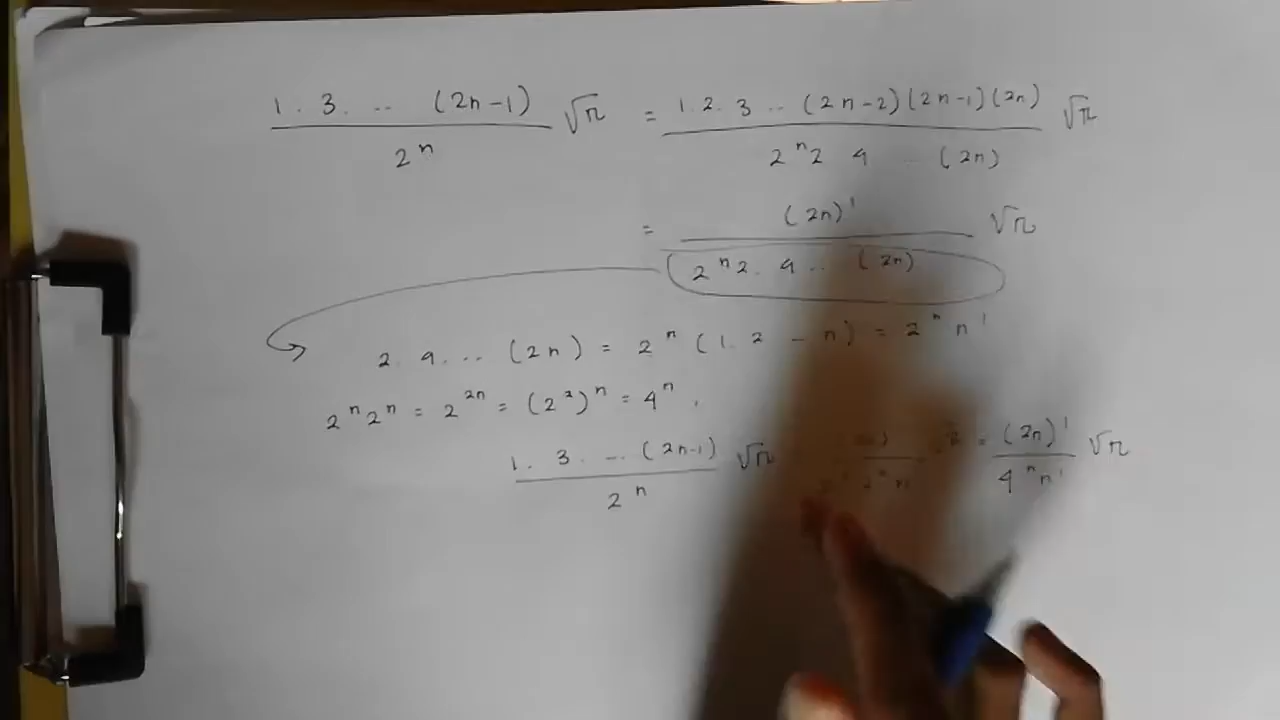 1 . 3 . .. (2n-1) / 2^n √π = 1. 2. 3 .. (2n-2)(2n-1)(2n) / 2^n 2 4 .. (2n) √π
= (2n)! / 2^n 2. 4 ... (2n) √π
2. 4. ... (2n) = 2^n (1. 2 - n) = 2^n n!
2^n 2^n = 2^2n = (2^2)^n = 4^n .
1. 3. ... (2n-1) / 2^n √π = (2n)! / 4^n n! √π